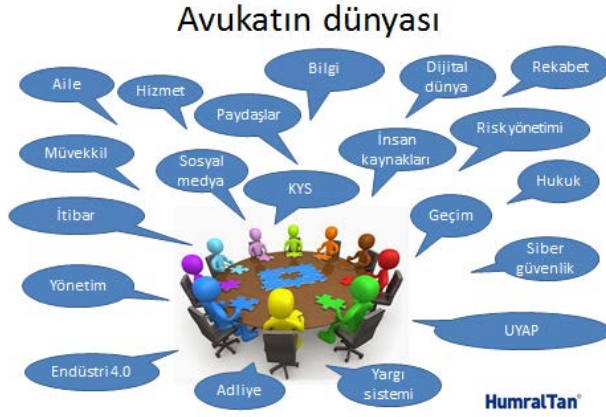 Avukatın dünyası
Aile
Hizmet
Paydaşlar
Bilgi
Dijital
dünya
Rekabet
Müvekkil
Sosyal
medya
KYS
İnsan
kaynakları
Risk yönetimi
Hukuk
İtibar
Geçim
Siber
güvenlik
Yönetim
UYAP
Endüstri 4.0
Adliye
Yargı
sistemi
HumralTan®